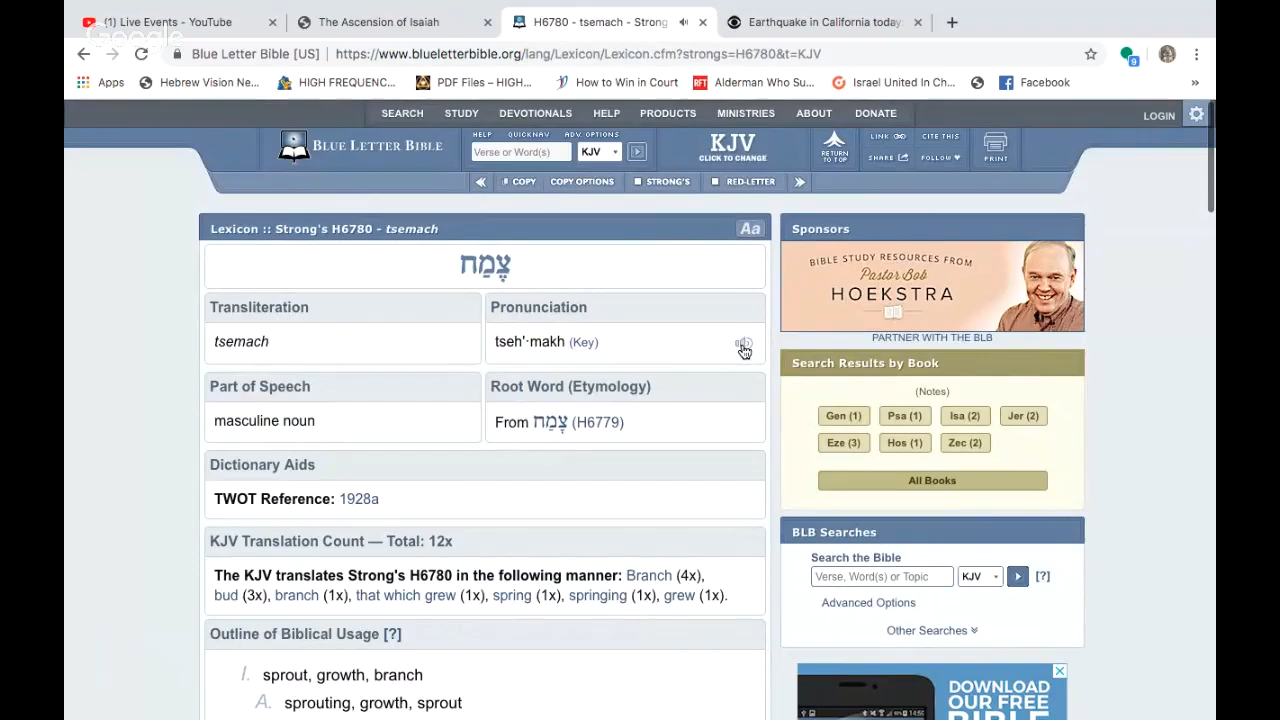 (1) Live Events - YouTube
The Ascension of Isaiah
H6780 - tsemach - Strong
Earthquake in California today:
Google
Blue Letter Bible [US]
https://www.blueletterbible.org/lang/Lexicon/Lexicon.cfm?strongs=H6780&t=KJV
9
Apps
Hebrew Vision Ne...
HIGH FREQUENC...
PDF Files – HIGH...
How to Win in Court
RFT
Alderman Who Su...
Israel United In Ch...
Facebook
»
SEARCH STUDY DEVOTIONALS HELP PRODUCTS MINISTRIES ABOUT DONATE
LOGIN
BLUE LETTER BIBLE
HELP QUICKNAV ADV. OPTIONS
Verse or Word(s) KJV
KJV
CLICK TO CHANGE
RETURN
TO TOP
LINK CITE THIS
SHARE FOLLOW
PRINT
COPY COPY OPTIONS STRONG'S RED-LETTER
Lexicon :: Strong's H6780 - tsemach
Aa
צֶמַח
Transliteration
tsemach
Pronunciation
tseh'·makh (Key)
Part of Speech
masculine noun
Root Word (Etymology)
From צָמַח (H6779)
Dictionary Aids
TWOT Reference: 1928a
KJV Translation Count — Total: 12x
The KJV translates Strong's H6780 in the following manner: Branch (4x),
bud (3x), branch (1x), that which grew (1x), spring (1x), springing (1x), grew (1x).
Outline of Biblical Usage [?]
I. sprout, growth, branch
A. sprouting, growth, sprout
Sponsors
BIBLE STUDY RESOURCES FROM
Pastor Bob
HOEKSTRA
PARTNER WITH THE BLB
Search Results by Book
(Notes)
Gen (1) Psa (1) Isa (2) Jer (2)
Eze (3) Hos (1) Zec (2)
All Books
BLB Searches
Search the Bible
Verse, Word(s) or Topic KJV [?]
Advanced Options
Other Searches
DOWNLOAD
OUR FREE